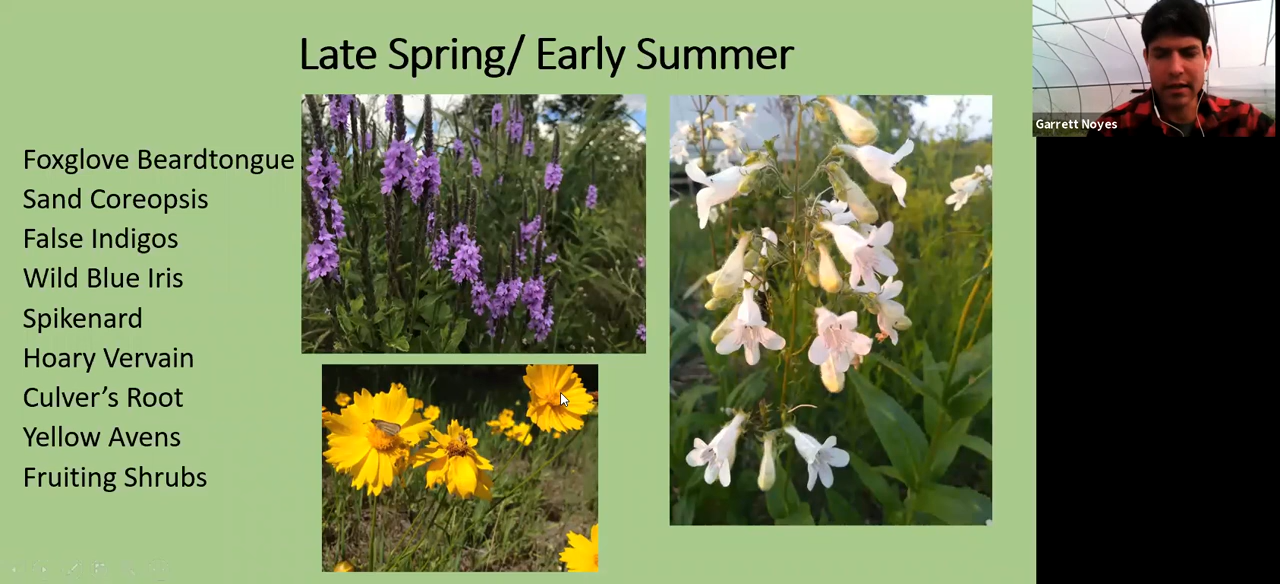 Late Spring/ Early Summer
Foxglove Beardtongue
Sand Coreopsis
False Indigos
Wild Blue Iris
Spikenard
Hoary Vervain
Culver’s Root
Yellow Avens
Fruiting Shrubs
Garrett Noyes